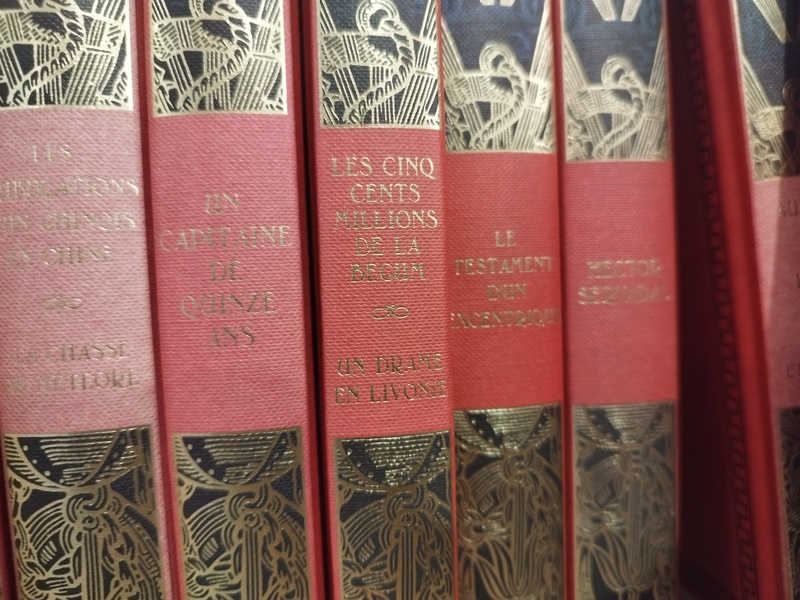 LES
TRIBULATIONS
D'UN CHINOIS
EN CHINE
LA CHASSE
AU MÉTÉORE
UN
CAPITAINE
DE
QUINZE
ANS
LES CINQ
CENTS
MILLIONS
DE LA
BEGUM
UN DRAME
EN LIVONIE
LE
TESTAMENT
D'UN
EXCENTRIQUE
HECTOR
SERVADAC